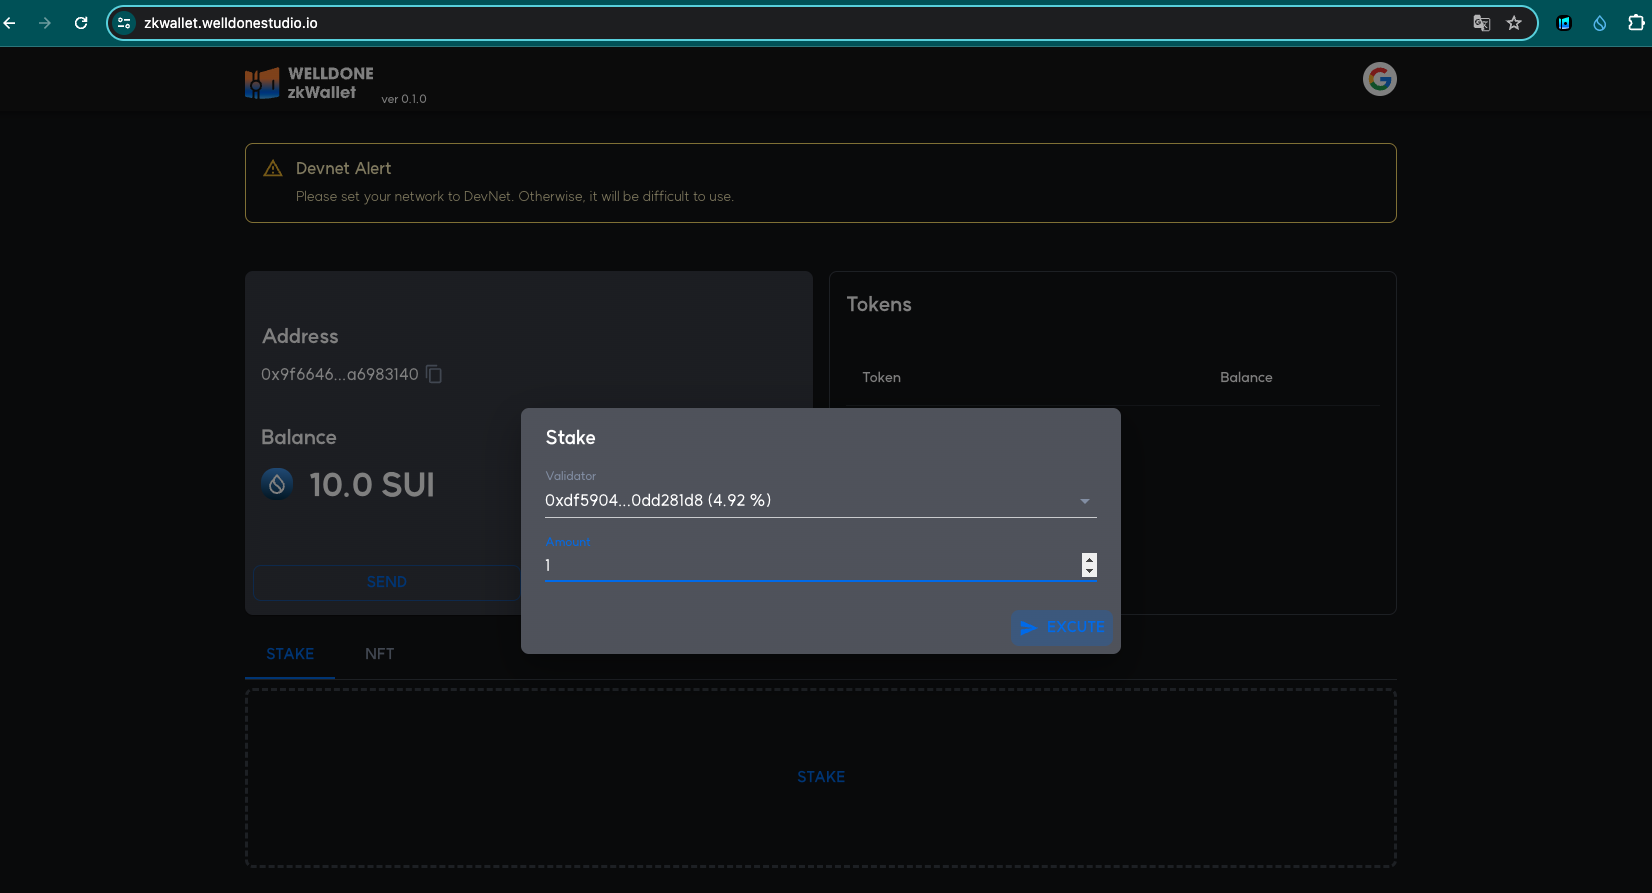 zkwallet.welldonestudio.io
WELLDONE
zkWallet
ver 0.1.0
Devnet Alert
Please set your network to DevNet. Otherwise, it will be difficult to use.
Address
0x9f6646...a6983140
Balance
10.0 SUI
SEND
Tokens
Token Balance
Stake
Validator
0xdf5904...0dd281d8 (4.92 %)
Amount
1
EXCUTE
STAKE NFT
STAKE